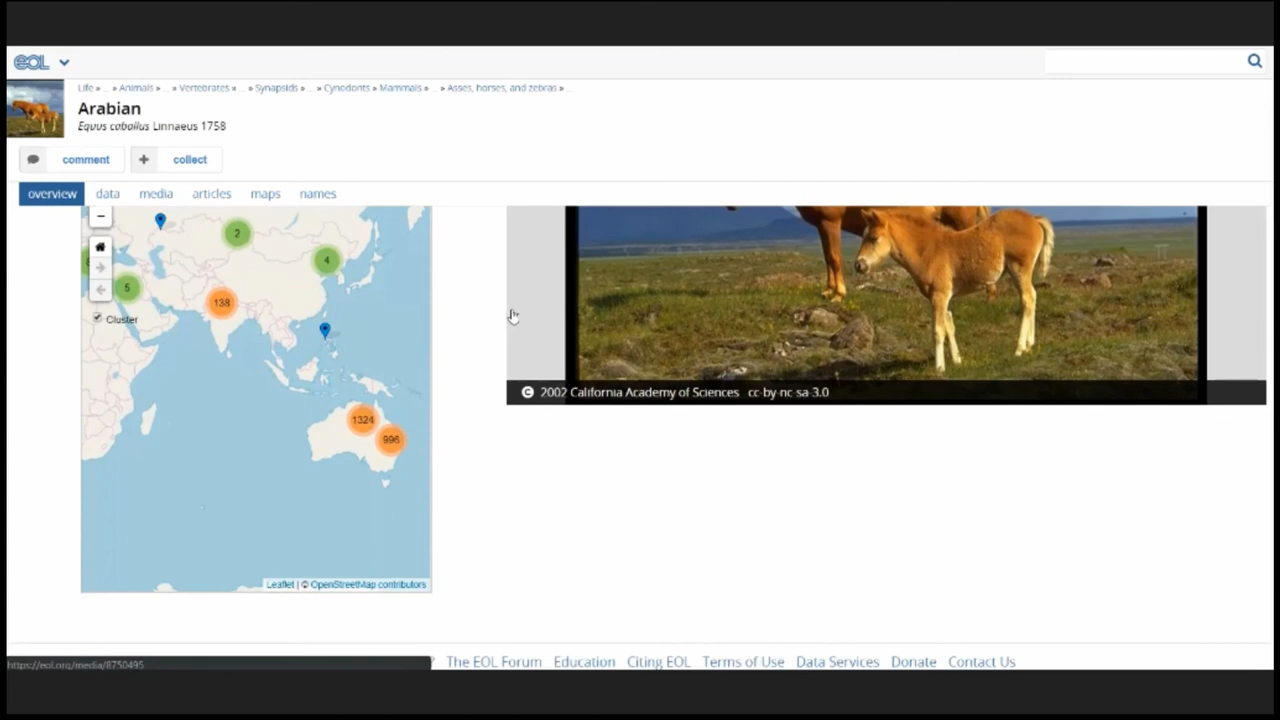 eol
Life » ... » Animals » ... » Vertebrates » ... » Synapsids » ... » Cynodonts » Mammals » ... » Asses, horses, and zebras » ...
Arabian
Equus caballus Linnaeus 1758
comment
collect
overview data media articles maps names
2
4
5
138
Cluster
1324
996
Leaflet | © OpenStreetMap contributors
2002 California Academy of Sciences cc-by-nc-sa-3.0
The EOL Forum Education Citing EOL Terms of Use Data Services Donate Contact Us
https://eol.org/media/8750495